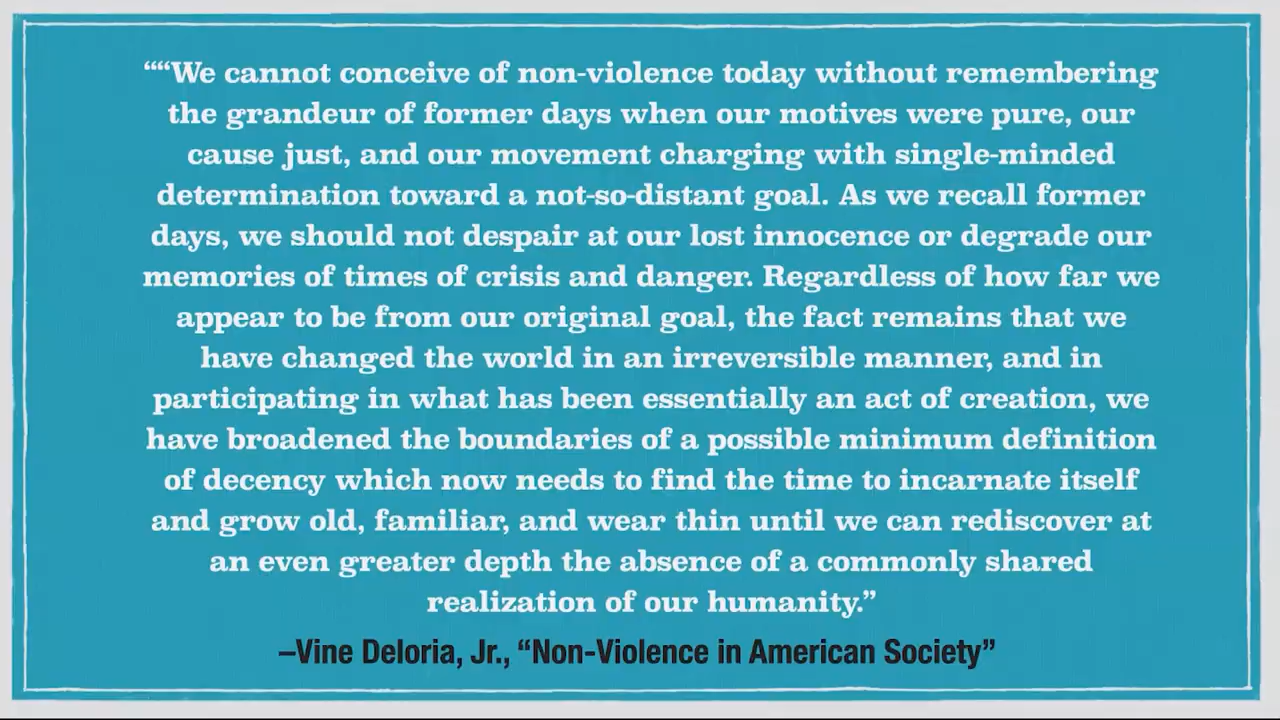 ““We cannot conceive of non-violence today without remembering
the grandeur of former days when our motives were pure, our
cause just, and our movement charging with single-minded
determination toward a not-so-distant goal. As we recall former
days, we should not despair at our lost innocence or degrade our
memories of times of crisis and danger. Regardless of how far we
appear to be from our original goal, the fact remains that we
have changed the world in an irreversible manner, and in
participating in what has been essentially an act of creation, we
have broadened the boundaries of a possible minimum definition
of decency which now needs to find the time to incarnate itself
and grow old, familiar, and wear thin until we can rediscover at
an even greater depth the absence of a commonly shared
realization of our humanity.”
–Vine Deloria, Jr., “Non-Violence in American Society”